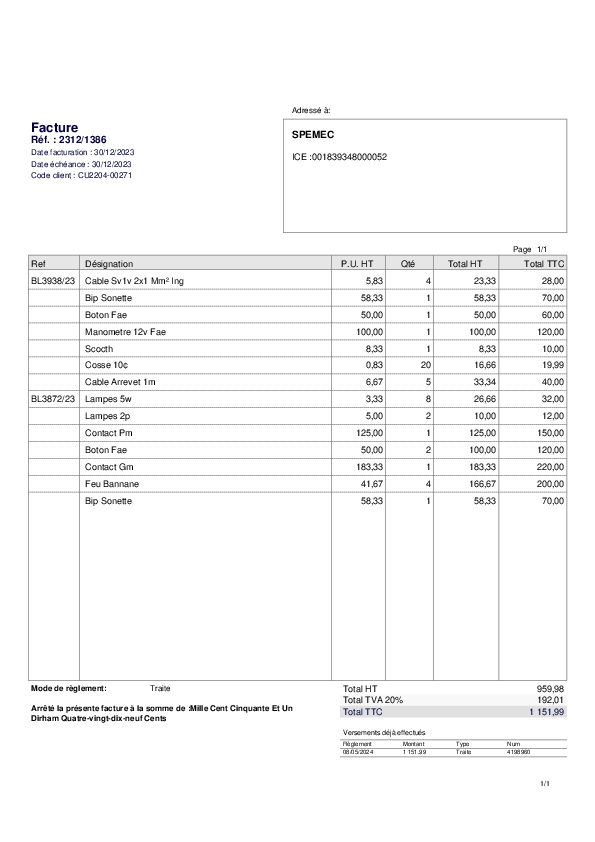 Adressé à:
Facture
Réf. : 2312/1386
Date facturation : 30/12/2023
Date échéance : 30/12/2023
Code client : CU2204-00271
SPEMEC
ICE :001839348000052
Page 1/1
Ref Désignation P.U. HT Qté Total HT Total TTC
BL3938/23 Cable Sv1v 2x1 Mm² Ing 5,83 4 23,33 28,00
Bip Sonette 58,33 1 58,33 70,00
Boton Fae 50,00 1 50,00 60,00
Manometre 12v Fae 100,00 1 100,00 120,00
Scocth 8,33 1 8,33 10,00
Cosse 10¢ 0,83 20 16,66 19,99
Cable Arrevet 1m 6,67 5 33,34 40,00
BL3872/23 Lampes 5w 3,33 8 26,66 32,00
Lampes 2p 5,00 2 10,00 12,00
Contact Pm 125,00 1 125,00 150,00
Boton Fae 50,00 2 100,00 120,00
Contact Gm 183,33 1 183,33 220,00
Feu Bannane 41,67 4 166,67 200,00
Bip Sonette 58,33 1 58,33 70,00
Mode de règlement: Traite
Arrêté la présente facture à la somme de :Mille Cent Cinquante Et Un
Dirham Quatre-vingt-dix-neuf Cents
Total HT 959,98
Total TVA 20% 192,01
Total TTC 1 151,99
Versements déjà effectués
Règlement Montant Type Num
08/05/2024 1 151,99 Traite 4198960
1/1